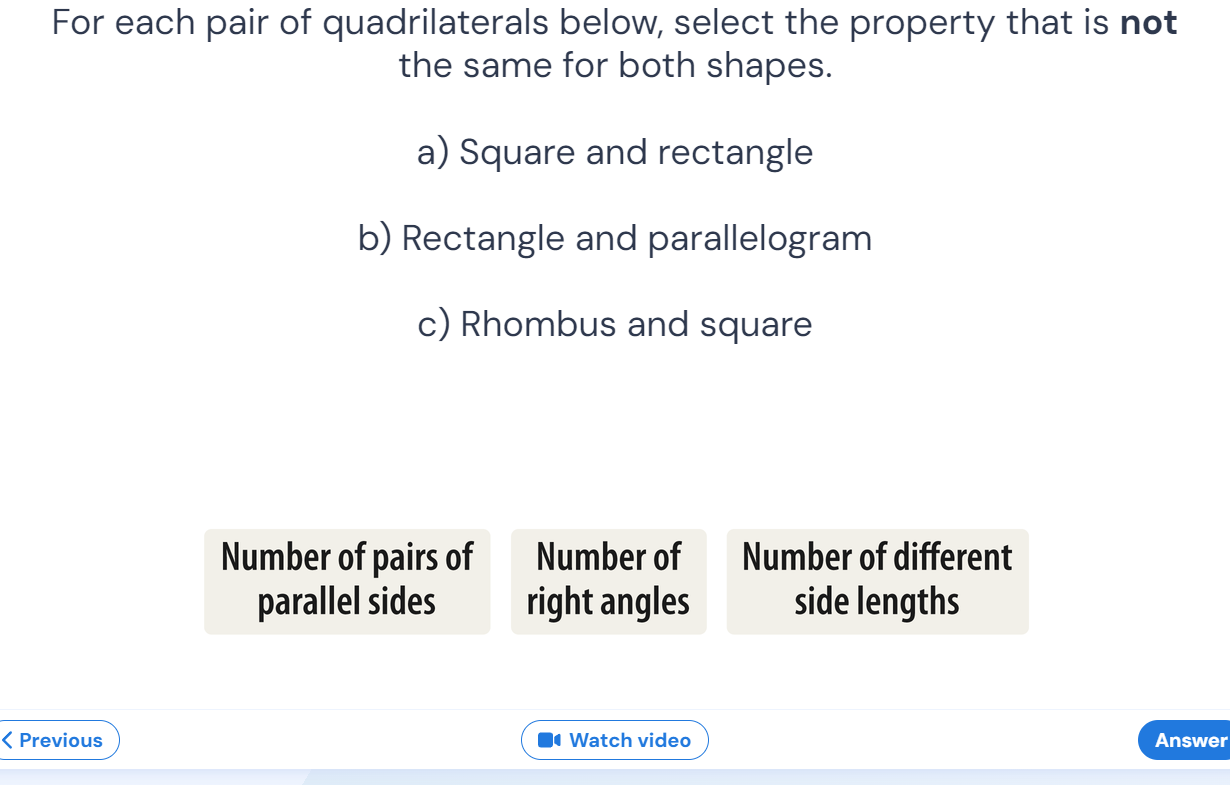 For each pair of quadrilaterals below, select the property that is not
the same for both shapes.
a) Square and rectangle
b) Rectangle and parallelogram
c) Rhombus and square
Number of pairs of
parallel sides
Number of
right angles
Number of different
side lengths
Previous
Watch video
Answer